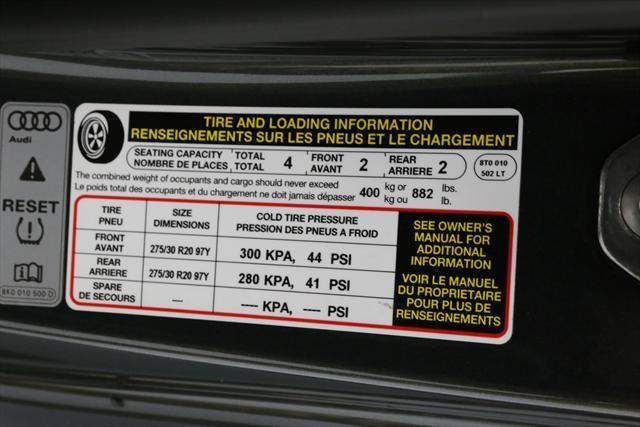 Audi
RESET
8K0 010 500 D
TIRE AND LOADING INFORMATION
RENSEIGNEMENTS SUR LES PNEUS ET LE CHARGEMENT
SEATING CAPACITY TOTAL 4 FRONT 2 REAR 2
NOMBRE DE PLACES TOTAL AVANT ARRIERE
8T0 010
502 LT
The combined weight of occupants and cargo should never exceed 400 kg or 882 lbs.
Le poids total des occupants et du chargement ne doit jamais dépasser kg ou lb.
TIRE SIZE COLD TIRE PRESSURE
PNEU DIMENSIONS PRESSION DES PNEUS A FROID
FRONT
AVANT 275/30 R20 97Y 300 KPA, 44 PSI
REAR
ARRIERE 275/30 R20 97Y 280 KPA, 41 PSI
SPARE
DE SECOURS — ---- KPA, ---- PSI
SEE OWNER'S
MANUAL FOR
ADDITIONAL
INFORMATION
VOIR LE MANUEL
DU PROPRIETAIRE
POUR PLUS DE
RENSEIGNEMENTS